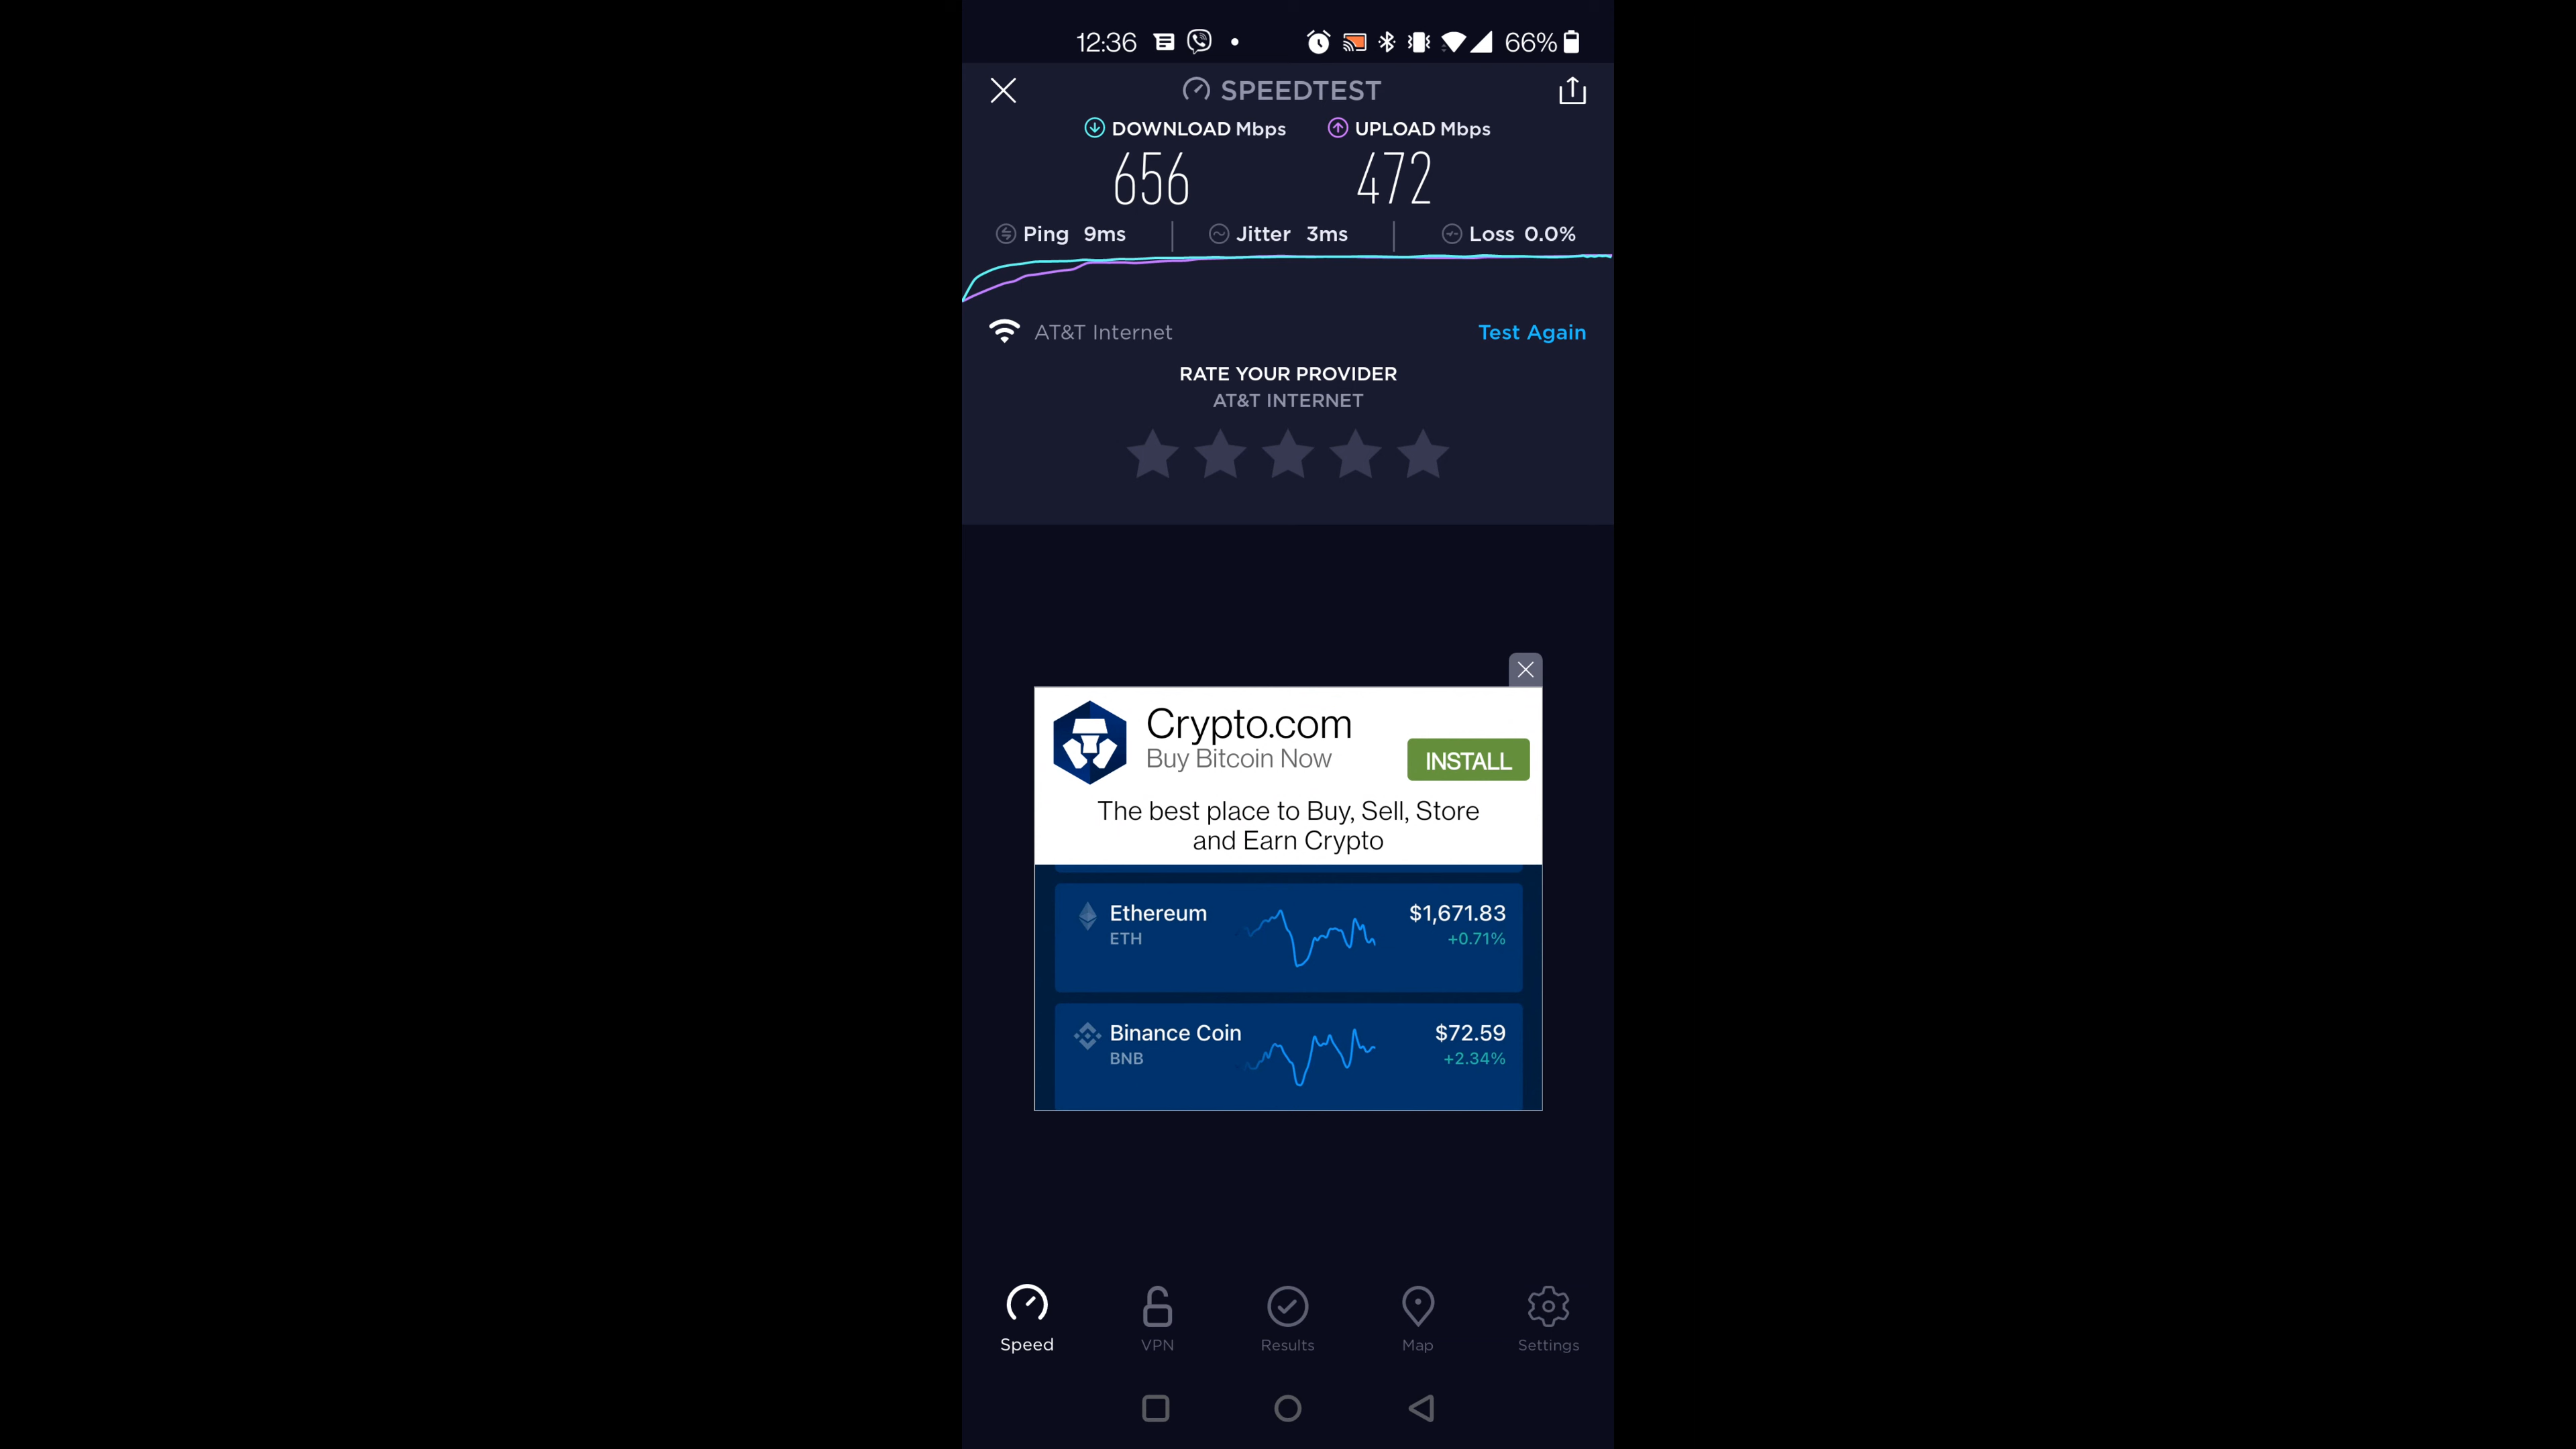 12:36 66%
SPEEDTEST
DOWNLOAD Mbps UPLOAD Mbps
656 472
Ping 9ms Jitter 3ms Loss 0.0%
AT&T Internet Test Again
RATE YOUR PROVIDER
AT&T INTERNET
Crypto.com
Buy Bitcoin Now
INSTALL
The best place to Buy, Sell, Store
and Earn Crypto
Ethereum $1,671.83
ETH +0.71%
Binance Coin $72.59
BNB +2.34%
Speed VPN Results Map Settings